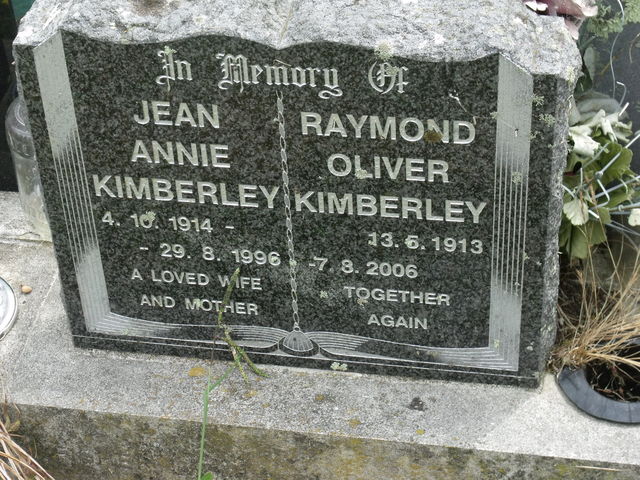 In Memory Of
JEAN
ANNIE
KIMBERLEY
4. 10. 1914 -
- 29. 8. 1996
A LOVED WIFE
AND MOTHER
RAYMOND
OLIVER
KIMBERLEY
13. 6. 1913
-7. 8. 2006
TOGETHER
AGAIN